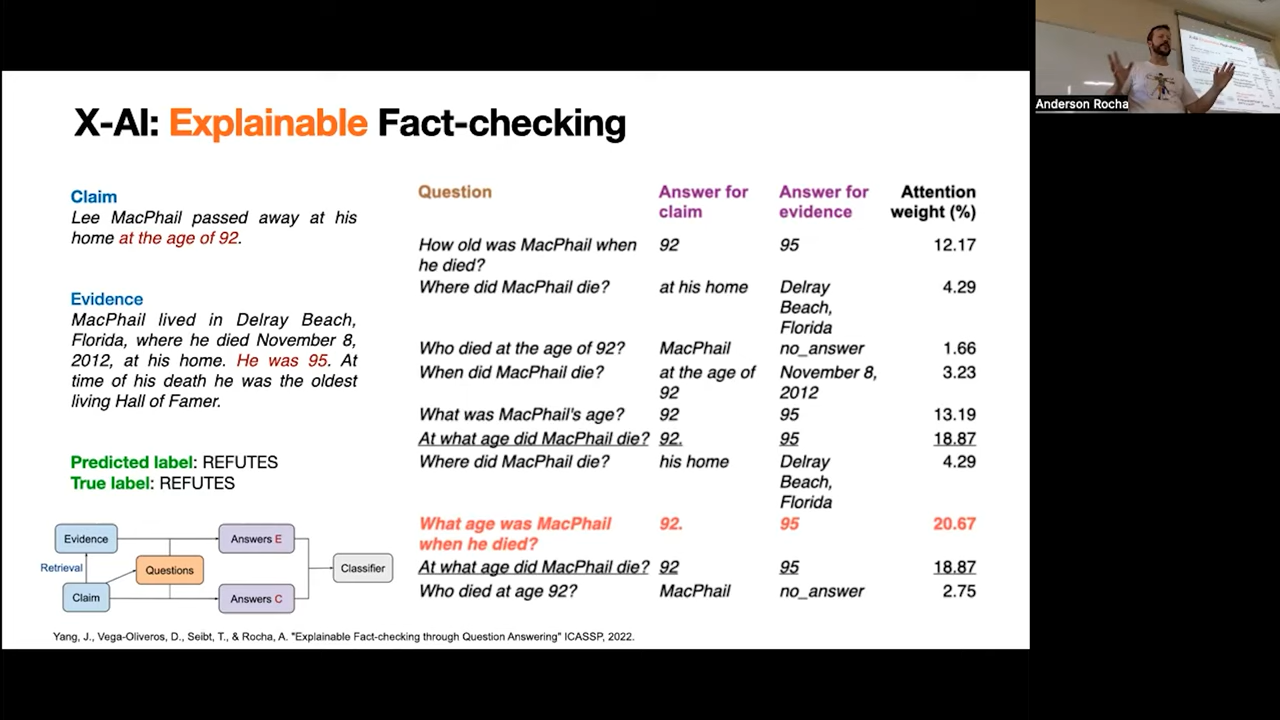 X-AI: Explainable Fact-checking
Claim
Lee MacPhail passed away at his
home at the age of 92.
Evidence
MacPhail lived in Delray Beach,
Florida, where he died November 8,
2012, at his home. He was 95. At
time of his death he was the oldest
living Hall of Famer.
Predicted label: REFUTES
True label: REFUTES
Evidence
Retrieval
Claim
Questions
Answers E
Answers C
Classifier
Question Answer for claim Answer for evidence Attention weight (%)
How old was MacPhail when 92 95 12.17
he died?
Where did MacPhail die? at his home Delray 4.29
Beach,
Florida
Who died at the age of 92? MacPhail no_answer 1.66
When did MacPhail die? at the age of November 8, 3.23
92 2012
What was MacPhail's age? 92 95 13.19
At what age did MacPhail die? 92. 95 18.87
Where did MacPhail die? his home Delray 4.29
Beach,
Florida
What age was MacPhail 92. 95 20.67
when he died?
At what age did MacPhail die? 92 95 18.87
Who died at age 92? MacPhail no_answer 2.75
Yang, J., Vega-Oliveros, D., Seibt, T., & Rocha, A. "Explainable Fact-checking through Question Answering" ICASSP, 2022.
Anderson Rocha